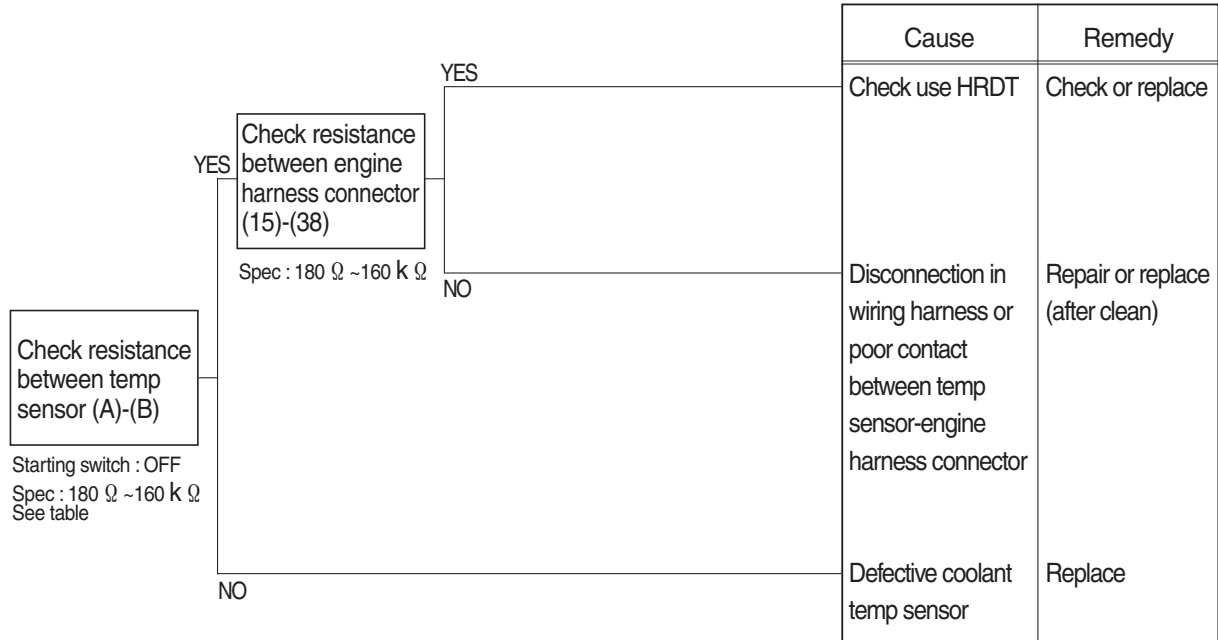 Cause
Remedy
YES
Check use HRDT
Check or replace
Check resistance
between engine
harness connector
(15)-(38)
YES
Spec : 180 Ω ~160 k Ω
NO
Disconnection in
wiring harness or
poor contact
between temp
sensor-engine
harness connector
Repair or replace
(after clean)
Check resistance
between temp
sensor (A)-(B)
Starting switch : OFF
Spec : 180 Ω ~160 k Ω
See table
NO
Defective coolant
temp sensor
Replace